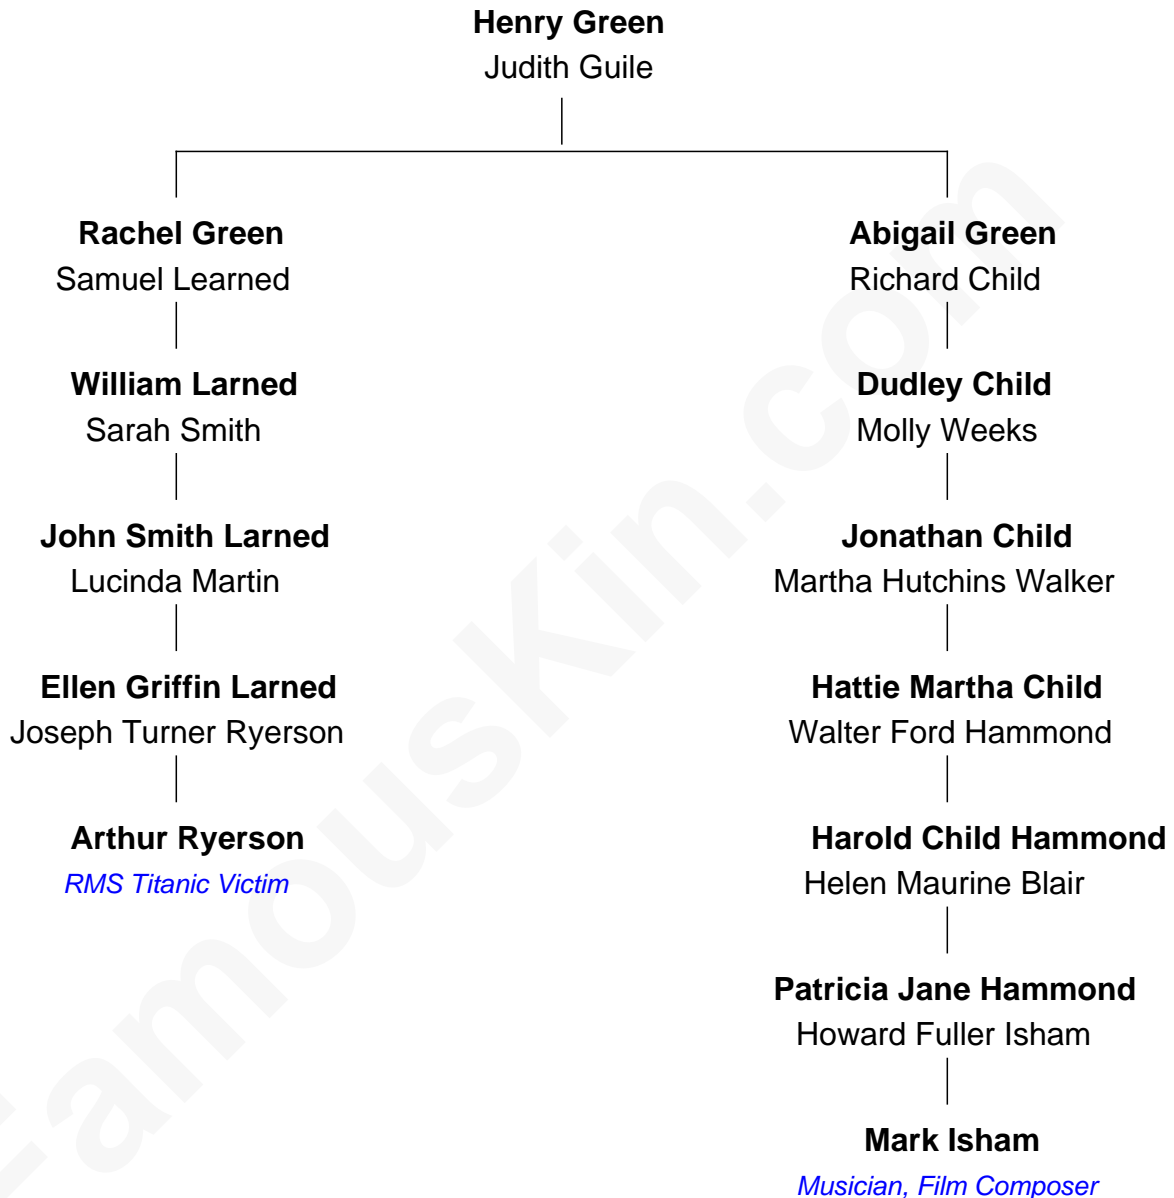 Henry Green
Judith Guile
Rachel Green
Samuel Learned
Abigail Green
Richard Child
William Larned
Sarah Smith
Dudley Child
Molly Weeks
John Smith Larned
Lucinda Martin
Jonathan Child
Martha Hutchins Walker
Ellen Griffin Larned
Joseph Turner Ryerson
Hattie Martha Child
Walter Ford Hammond
Arthur Ryerson
RMS Titanic Victim
Harold Child Hammond
Helen Maurine Blair
Patricia Jane Hammond
Howard Fuller Isham
Mark Isham
Musician, Film Composer
FamousKin.com